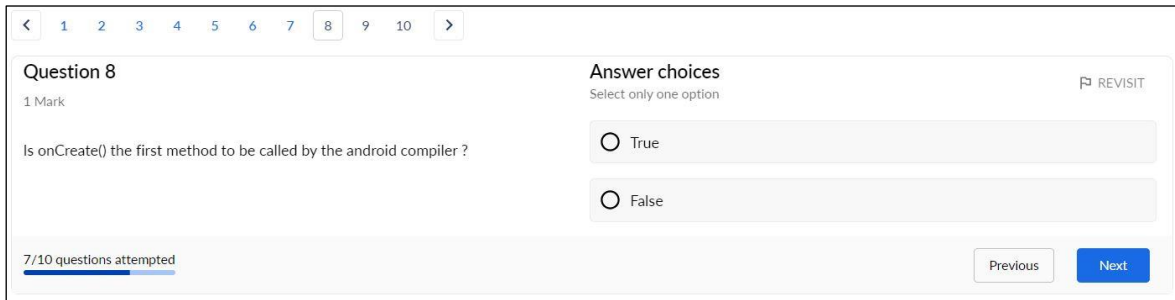 1 2 3 4 5 6 7 8 9 10
Question 8
1 Mark
Is onCreate() the first method to be called by the android compiler ?
Answer choices
Select only one option
REVISIT
True
False
7/10 questions attempted
Previous
Next